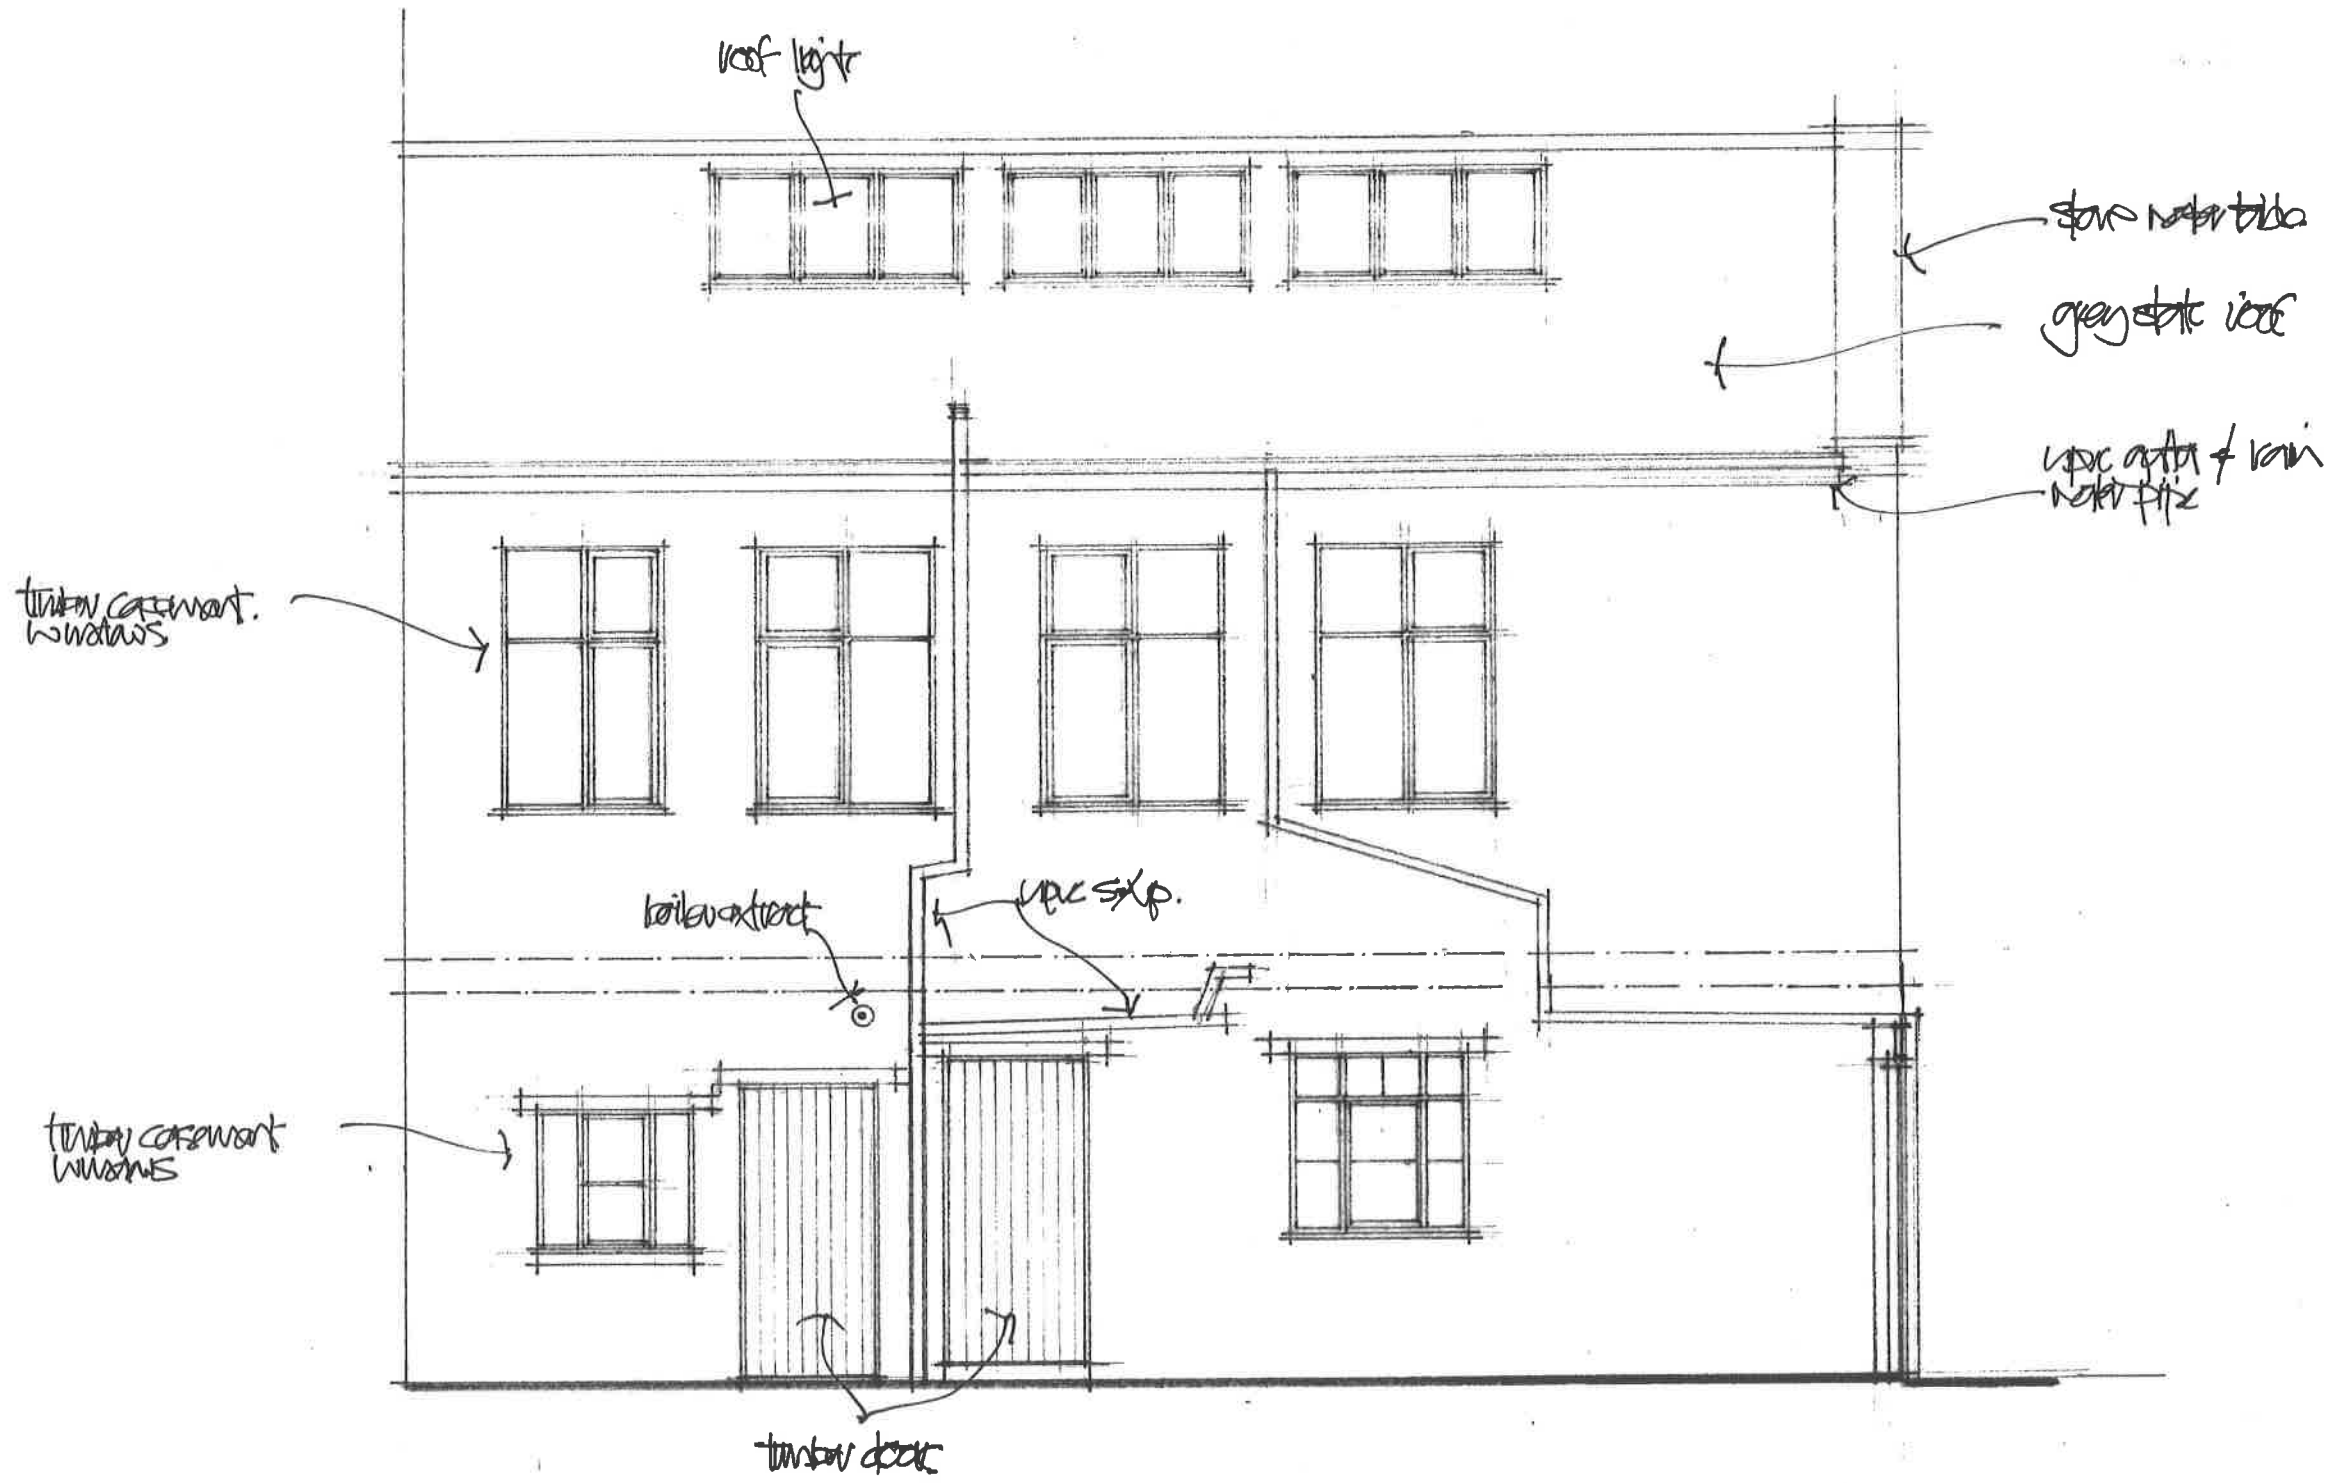 roof light
stone water table
grey slate roof
upvc gutter & rain
water pipe
timber casement.
windows
boiler extract
upvc s.v.p.
timber casement
windows
timber doors